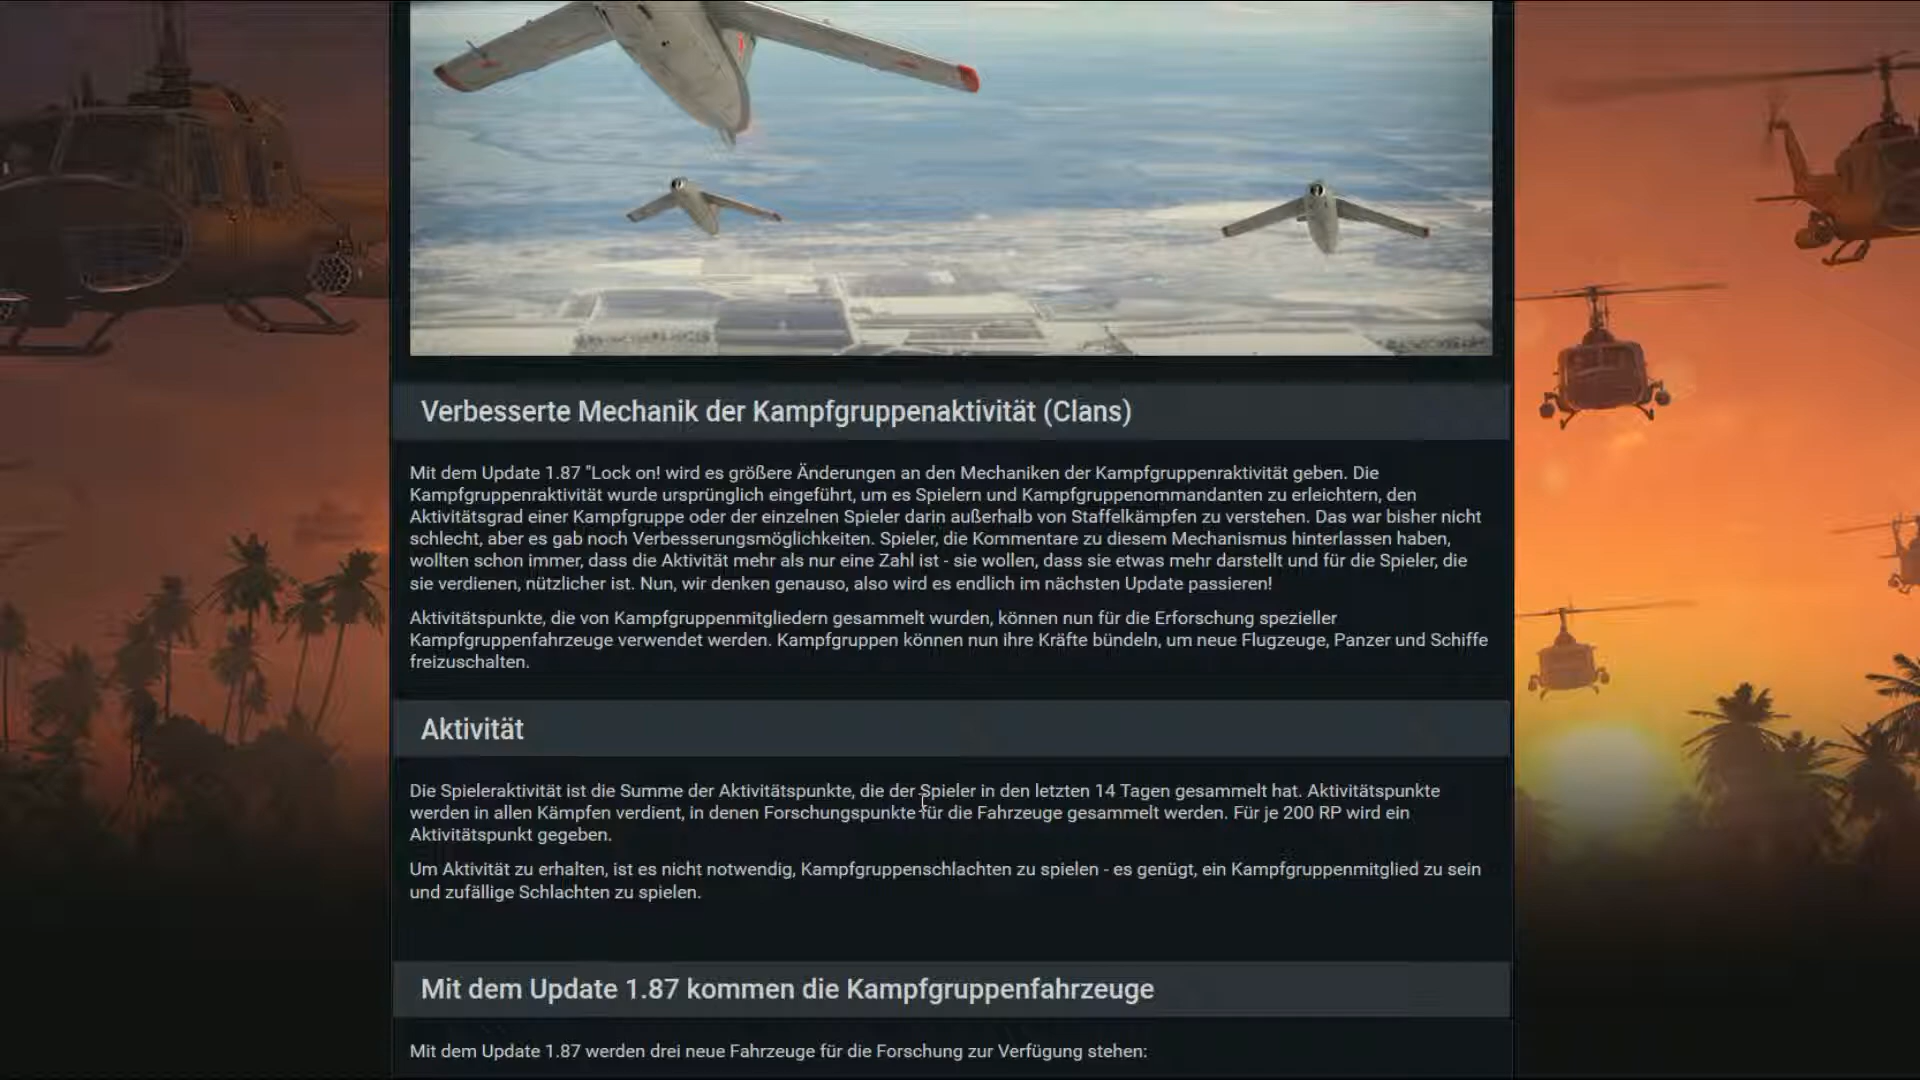 Verbesserte Mechanik der Kampfgruppenaktivität (Clans)
Mit dem Update 1.87 "Lock on! wird es größere Änderungen an den Mechaniken der Kampfgruppenraktivität geben. Die
Kampfgruppenraktivität wurde ursprünglich eingeführt, um es Spielern und Kampfgruppenommandanten zu erleichtern, den
Aktivitätsgrad einer Kampfgruppe oder der einzelnen Spieler darin außerhalb von Staffelkämpfen zu verstehen. Das war bisher nicht
schlecht, aber es gab noch Verbesserungsmöglichkeiten. Spieler, die Kommentare zu diesem Mechanismus hinterlassen haben,
wollten schon immer, dass die Aktivität mehr als nur eine Zahl ist - sie wollen, dass sie etwas mehr darstellt und für die Spieler, die
sie verdienen, nützlicher ist. Nun, wir denken genauso, also wird es endlich im nächsten Update passieren!
Aktivitätspunkte, die von Kampfgruppenmitgliedern gesammelt wurden, können nun für die Erforschung spezieller
Kampfgruppenfahrzeuge verwendet werden. Kampfgruppen können nun ihre Kräfte bündeln, um neue Flugzeuge, Panzer und Schiffe
freizuschalten.
Aktivität
Die Spieleraktivität ist die Summe der Aktivitätspunkte, die der Spieler in den letzten 14 Tagen gesammelt hat. Aktivitätspunkte
werden in allen Kämpfen verdient, in denen Forschungspunkte für die Fahrzeuge gesammelt werden. Für je 200 RP wird ein
Aktivitätspunkt gegeben.
Um Aktivität zu erhalten, ist es nicht notwendig, Kampfgruppenschlachten zu spielen - es genügt, ein Kampfgruppenmitglied zu sein
und zufällige Schlachten zu spielen.
Mit dem Update 1.87 kommen die Kampfgruppenfahrzeuge
Mit dem Update 1.87 werden drei neue Fahrzeuge für die Forschung zur Verfügung stehen: